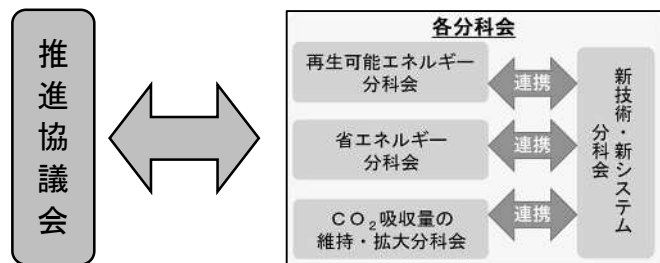 推進協議会
各分科会
再生可能エネルギー
分科会
連携
省エネルギー
分科会
連携
CO₂吸収量の
維持・拡大分科会
連携
新技術・新システム
分科会